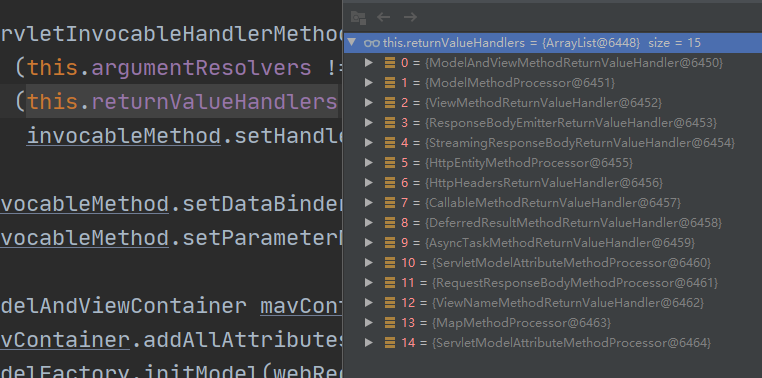 rvletInvocableHandlerMethod
(this.argumentResolvers !=
(this.returnValueHandlers
invocableMethod.setHandle
vocableMethod.setDataBinder
vocableMethod.setParameter
delAndViewContainer mavCont
vContainer.addAllAttributes
delFactory.initModel(webReq
this.returnValueHandlers = {ArrayList@6448} size = 15
0 = {ModelAndViewMethodReturnValueHandler@6450}
1 = {ModelMethodProcessor@6451}
2 = {ViewMethodReturnValueHandler@6452}
3 = {ResponseBodyEmitterReturnValueHandler@6453}
4 = {StreamingResponseBodyReturnValueHandler@6454}
5 = {HttpEntityMethodProcessor@6455}
6 = {HttpHeadersReturnValueHandler@6456}
7 = {CallableMethodReturnValueHandler@6457}
8 = {DeferredResultMethodReturnValueHandler@6458}
9 = {AsyncTaskMethodReturnValueHandler@6459}
10 = {ServletModelAttributeMethodProcessor@6460}
11 = {RequestResponseBodyMethodProcessor@6461}
12 = {ViewNameMethodReturnValueHandler@6462}
13 = {MapMethodProcessor@6463}
14 = {ServletModelAttributeMethodProcessor@6464}